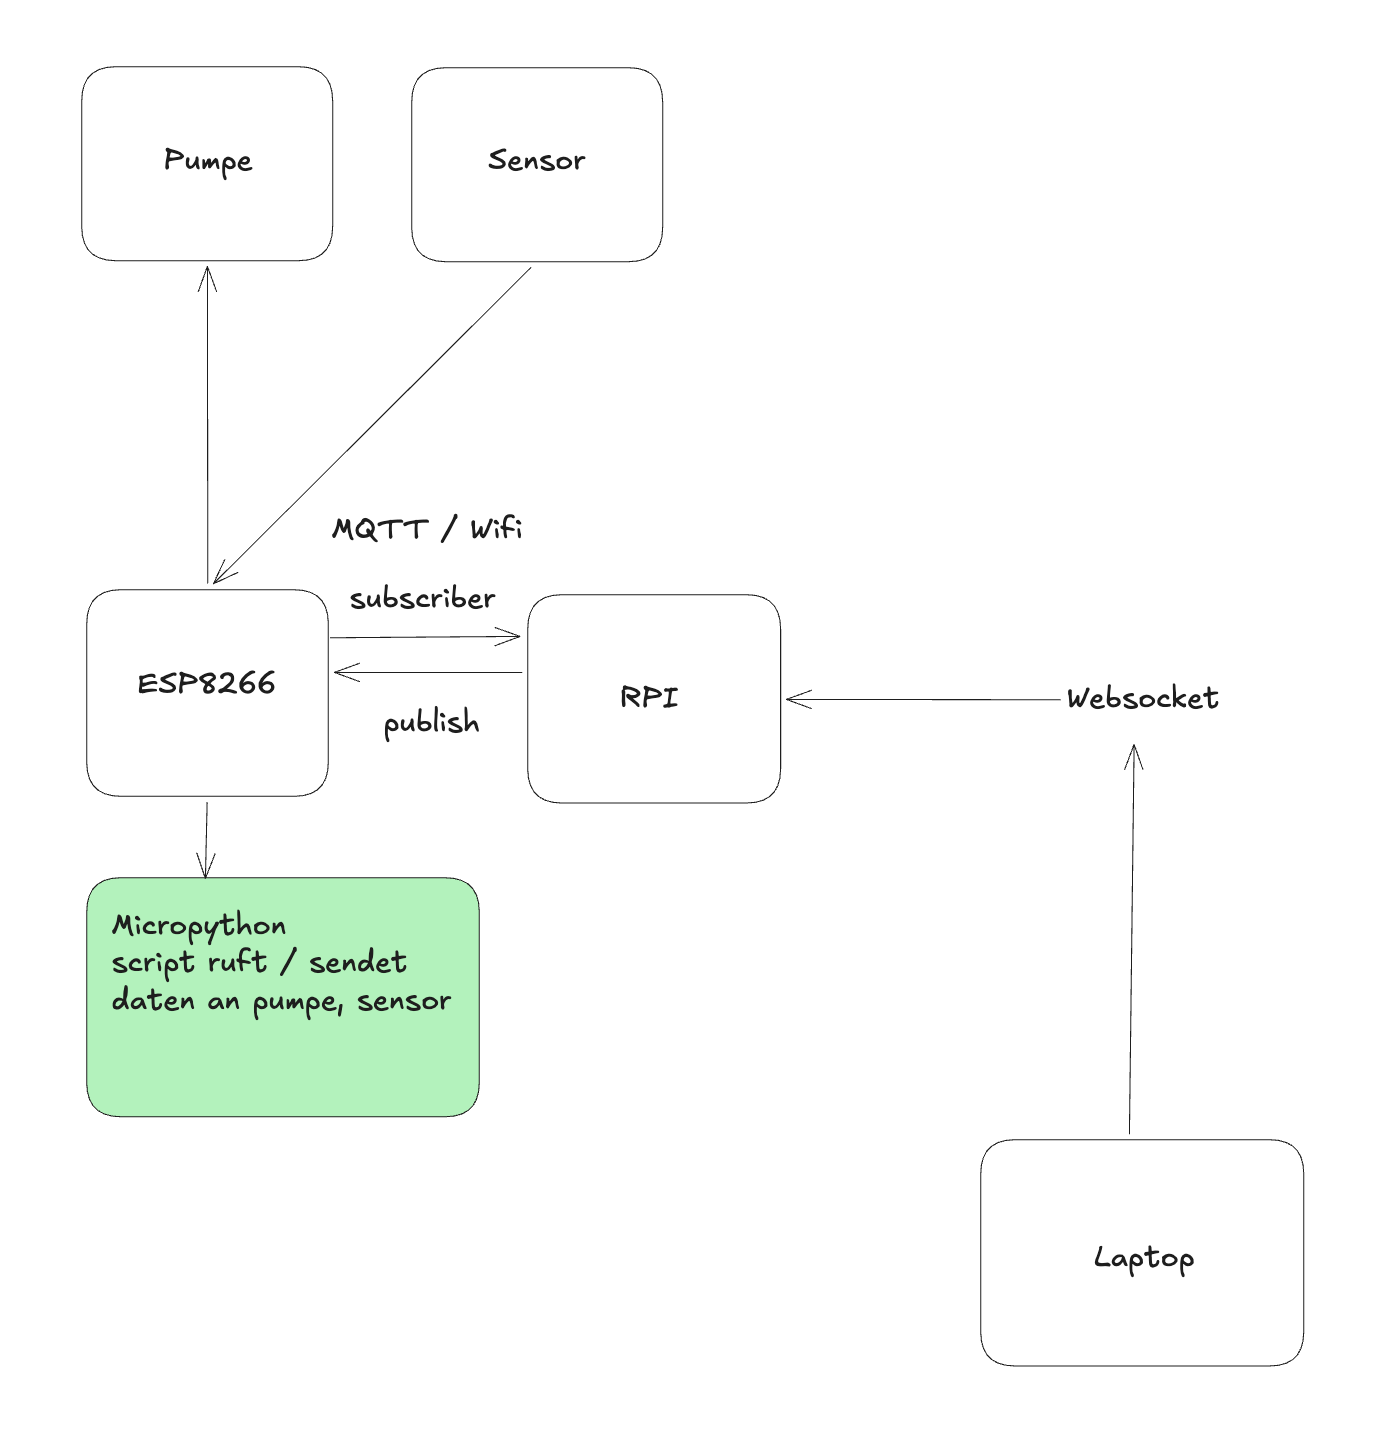 Pumpe
Sensor
MQTT / Wifi
subscriber
ESP8266
RPI
Websocket
publish
Micropython
script ruft / sendet
daten an pumpe, sensor
Laptop